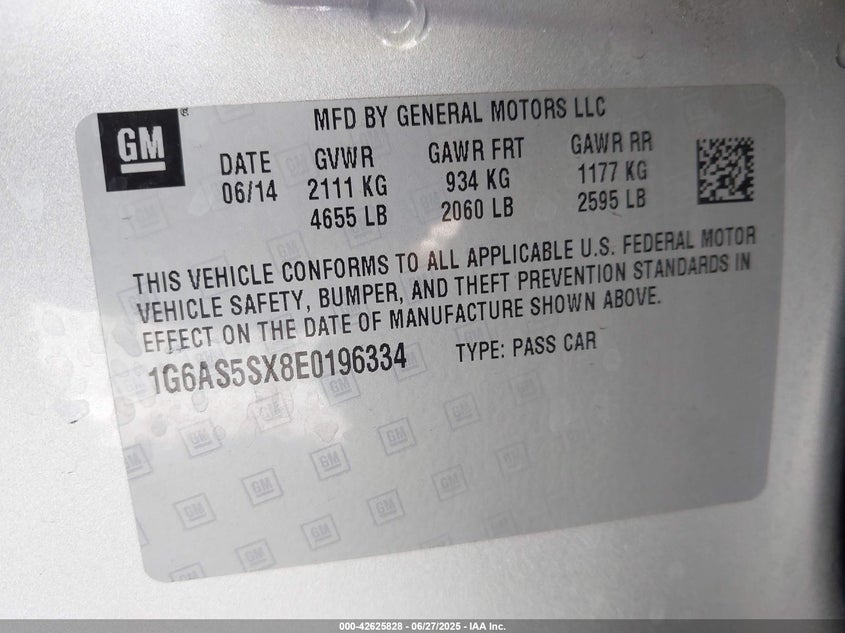 GM
MFD BY GENERAL MOTORS LLC
DATE GVWR GAWR FRT GAWR RR
06/14 2111 KG 934 KG 1177 KG
4655 LB 2060 LB 2595 LB
THIS VEHICLE CONFORMS TO ALL APPLICABLE U.S. FEDERAL MOTOR
VEHICLE SAFETY, BUMPER, AND THEFT PREVENTION STANDARDS IN
EFFECT ON THE DATE OF MANUFACTURE SHOWN ABOVE.
1G6AS5SX8E0196334 TYPE: PASS CAR
000-42625828 - 06/27/2025 - IAA Inc.